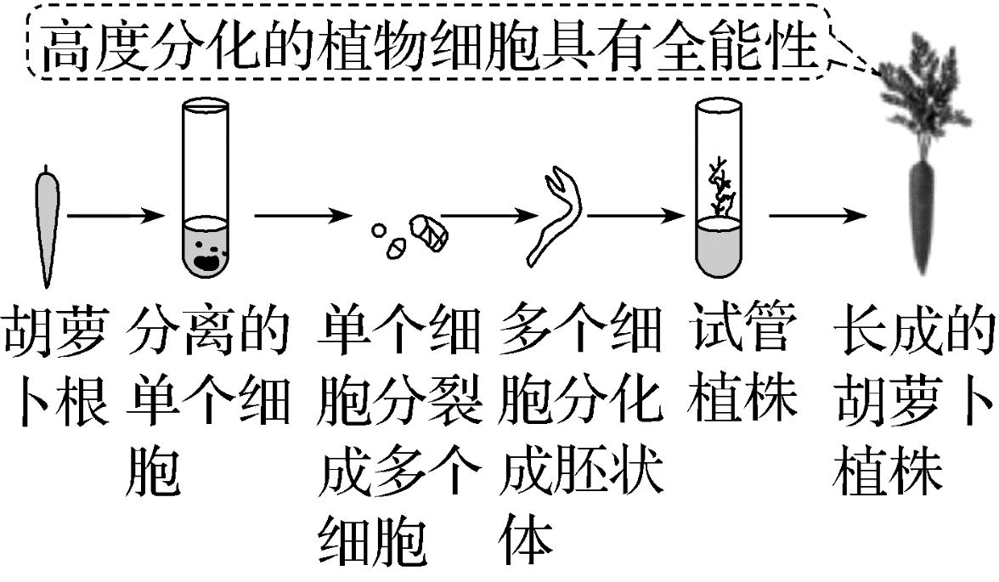 高度分化的植物细胞具有全能性
胡萝
卜根
分离的
单个细
胞
单个细
胞分裂
成多个
细胞
多个细
胞分化
成胚状
体
试管
植株
长成的
胡萝卜
植株